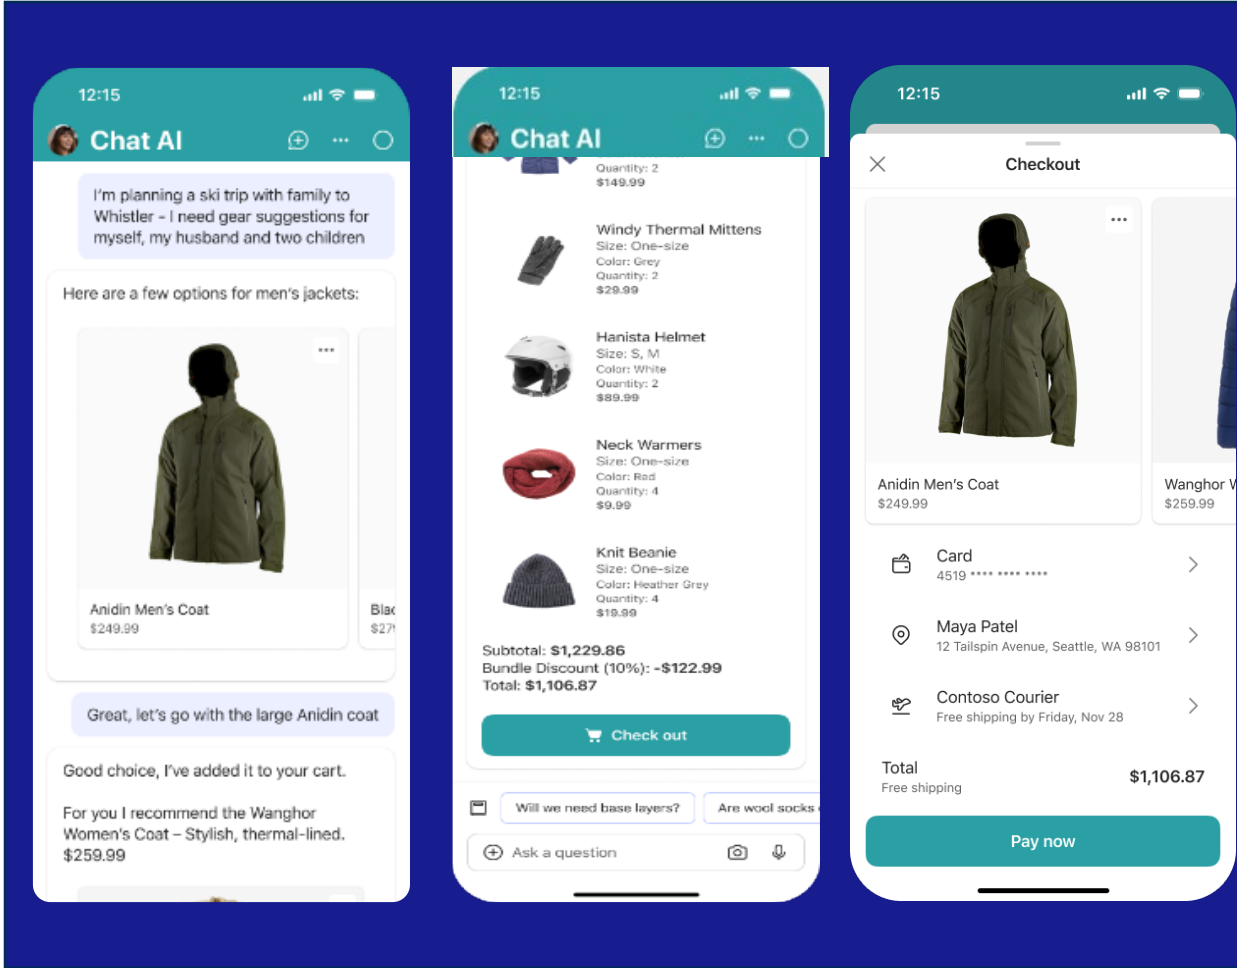 12:15
Chat AI
I'm planning a ski trip with family to
Whistler - I need gear suggestions for
myself, my husband and two children
Here are a few options for men's jackets:
Anidin Men's Coat
$249.99
Great, let's go with the large Anidin coat
Good choice, I've added it to your cart.
For you I recommend the Wanghor
Women's Coat – Stylish, thermal-lined.
$259.99
12:15
Chat AI
Quantity: 2
$149.99
Windy Thermal Mittens
Size: One-size
Color: Grey
Quantity: 2
$29.99
Hanista Helmet
Size: S, M
Color: White
Quantity: 2
$89.99
Neck Warmers
Size: One-size
Color: Red
Quantity: 4
$9.99
Knit Beanie
Size: One-size
Color: Heather Grey
Quantity: 4
$19.99
Subtotal: $1,229.86
Bundle Discount (10%): -$122.99
Total: $1,106.87
Check out
Will we need base layers?
Are wool socks
Ask a question
12:15
Checkout
Anidin Men's Coat
$249.99
Wanghor
$259.99
Card
4519 •••• •••• ••••
Maya Patel
12 Tailspin Avenue, Seattle, WA 98101
Contoso Courier
Free shipping by Friday, Nov 28
Total
Free shipping
$1,106.87
Pay now